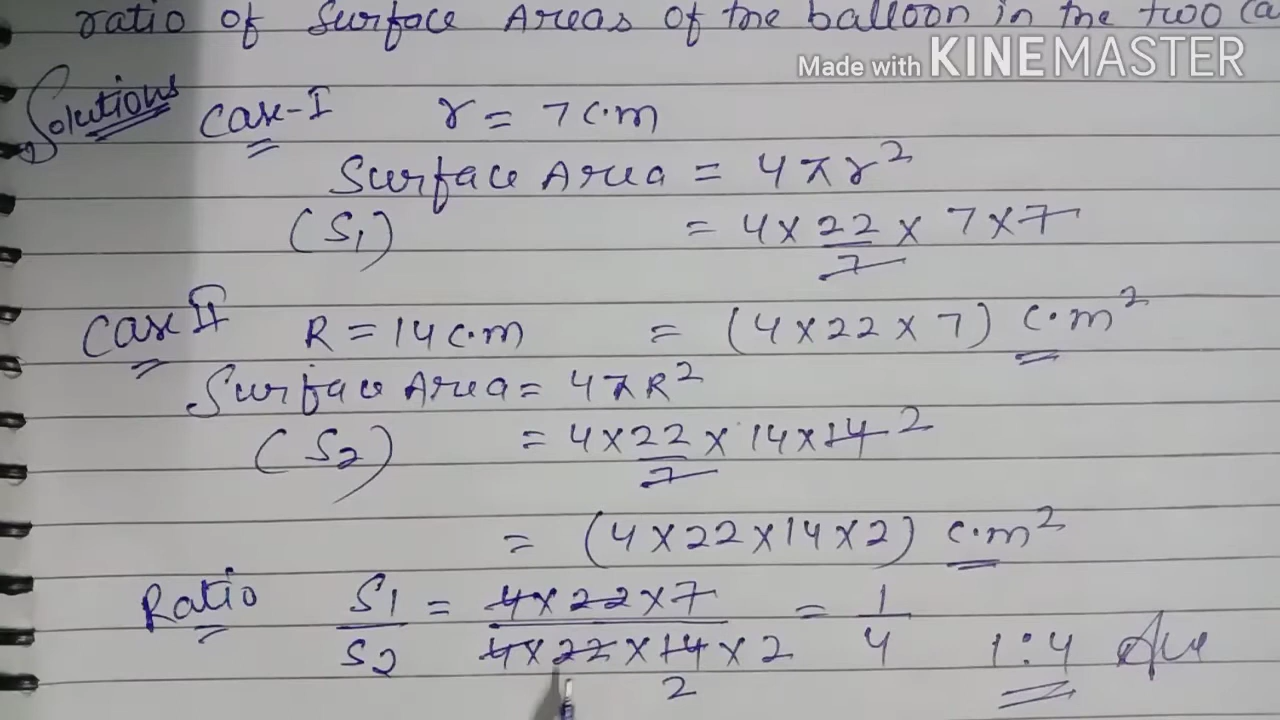 ratio of Surface Areas of the balloon in the two
Made with KINEMASTER
Solutions Case-I r = 7 c.m
Surface Area = 4πr²
(S1) = 4 × 22/7 × 7 × 7
Case II R = 14 c.m = (4 × 22 × 7) c.m²
Surface Area = 4πR²
(S2) = 4 × 22/7 × 14 × 14 2
= (4 × 22 × 14 × 2) c.m²
Ratio S1/S2 = 4 × 22 × 7 / 4 × 22 × 14 × 2 = 1/4 1:4 Ans
2